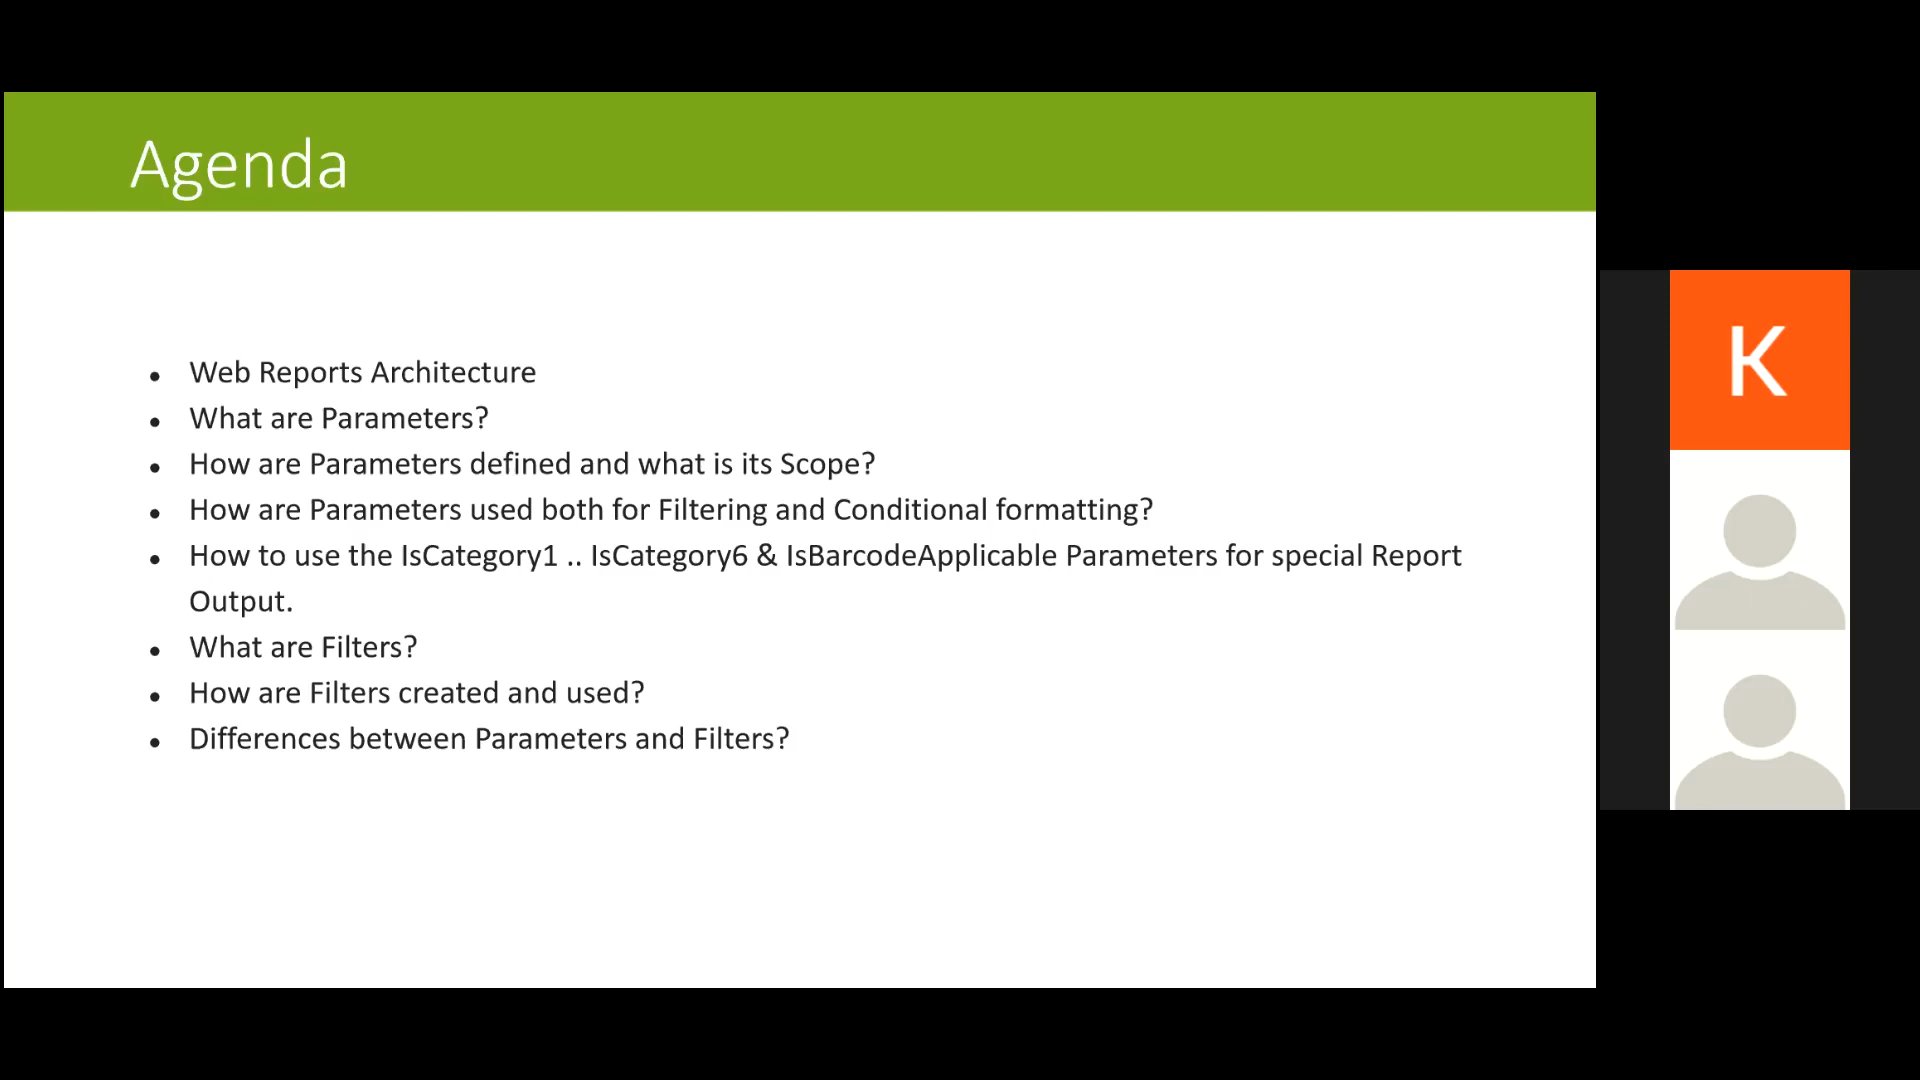 Agenda
• Web Reports Architecture
• What are Parameters?
• How are Parameters defined and what is its Scope?
• How are Parameters used both for Filtering and Conditional formatting?
• How to use the IsCategory1 .. IsCategory6 & IsBarcodeApplicable Parameters for special Report
Output.
• What are Filters?
• How are Filters created and used?
• Differences between Parameters and Filters?
K